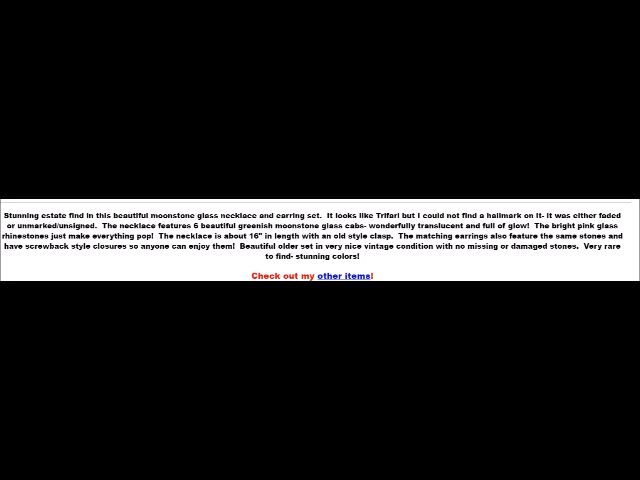 Stunning estate find in this beautiful moonstone glass necklace and earring set.  It looks like Trifari but I could not find a hallmark on it- it was either faded
or unmarked/unsigned.  The necklace features 6 beautiful greenish moonstone glass cabs- wonderfully translucent and full of glow!  The bright pink glass
rhinestones just make everything pop!  The necklace is about 16" in length with an old style clasp.  The matching earrings also feature the same stones and
have screwback style closures so anyone can enjoy them!  Beautiful older set in very nice vintage condition with no missing or damaged stones.  Very rare
to find- stunning colors!
Check out my other items!